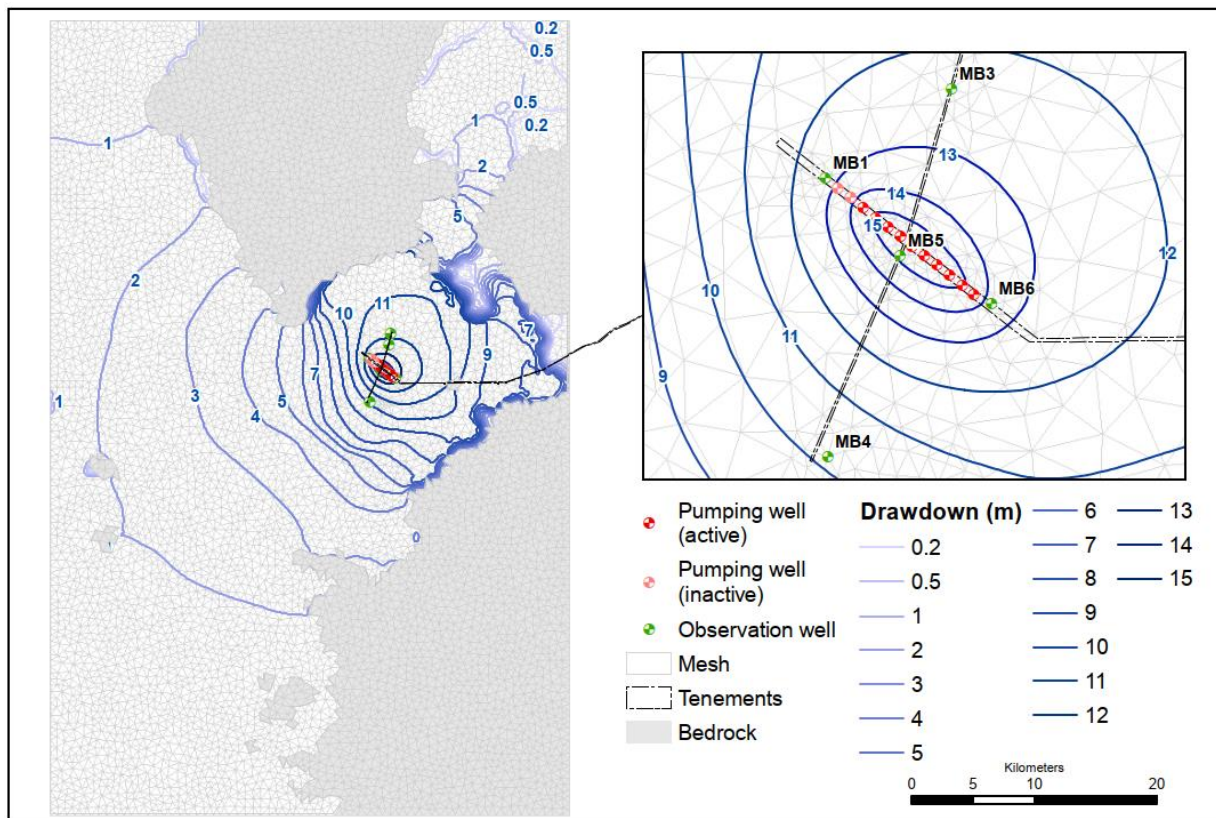 0.2
0.5
0.5
0.2
1
1
2
5
2
11
10
7
9
7
3
5
4
1
0
MB3
13
MB1
14
15
MB5
12
MB6
10
11
9
MB4
Pumping well
(active)
Pumping well
(inactive)
Observation well
Mesh
Tenements
Bedrock
Drawdown (m)
0.2
0.5
1
2
3
4
5
6
7
8
9
10
11
12
13
14
15
Kilometers
0 5 10 20